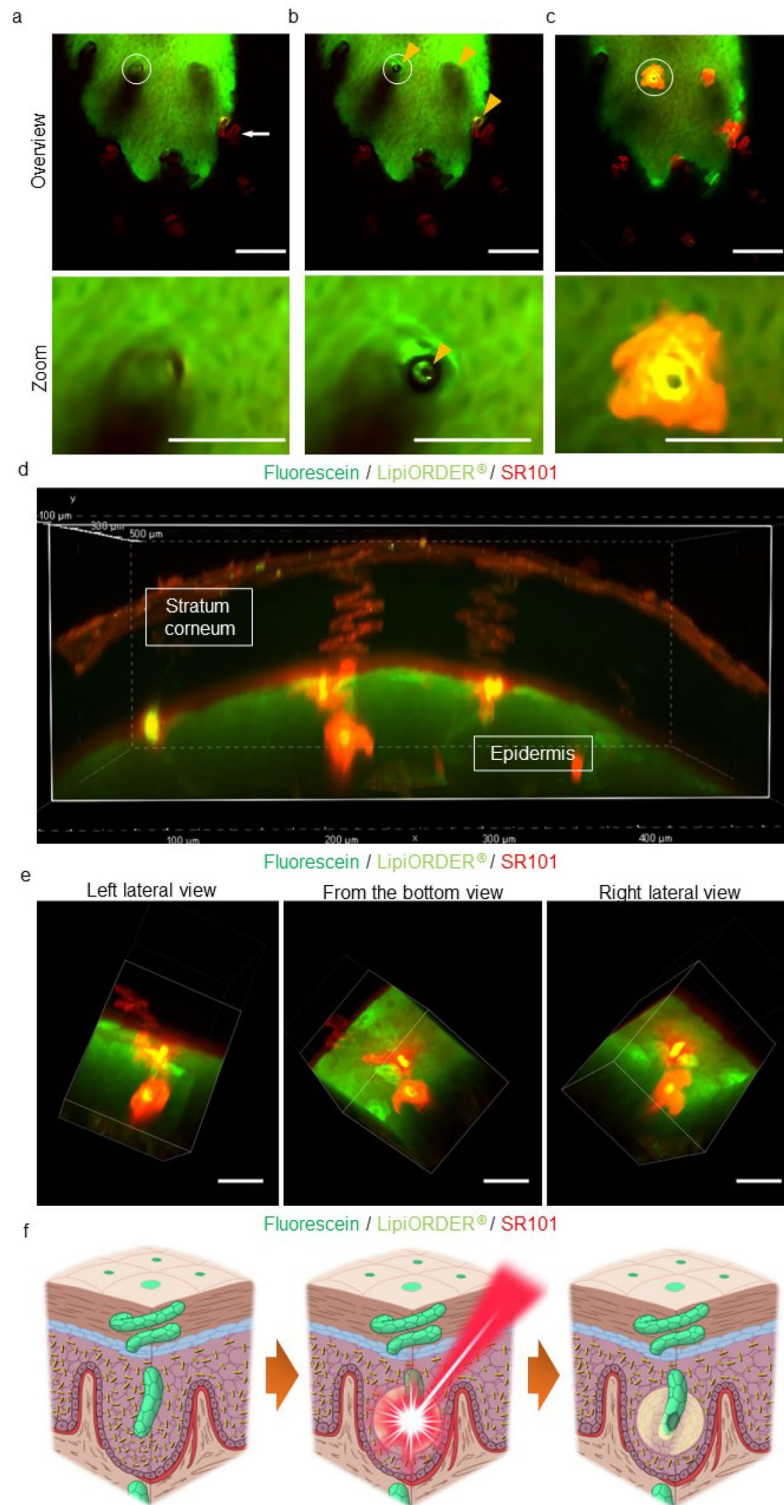 a
b
c
Overview
Zoom
Fluorescein / LipiORDER® / SR101
d
y
100 µm
330 µm
500 µm
Stratum
corneum
Epidermis
100 µm
200 µm
x
300 µm
400 µm
Fluorescein / LipiORDER® / SR101
e
Left lateral view
From the bottom view
Right lateral view
Fluorescein / LipiORDER® / SR101
f